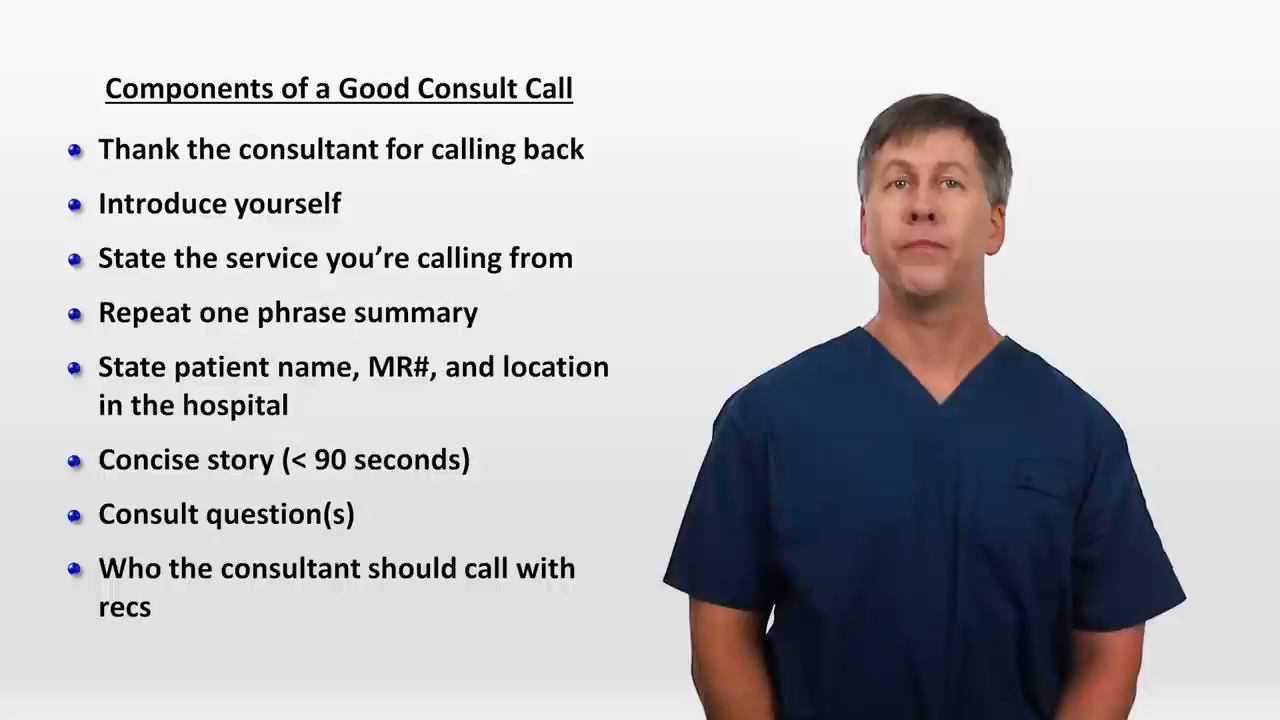 Components of a Good Consult Call
Thank the consultant for calling back
Introduce yourself
State the service you’re calling from
Repeat one phrase summary
State patient name, MR#, and location
in the hospital
Concise story (< 90 seconds)
Consult question(s)
Who the consultant should call with
recs